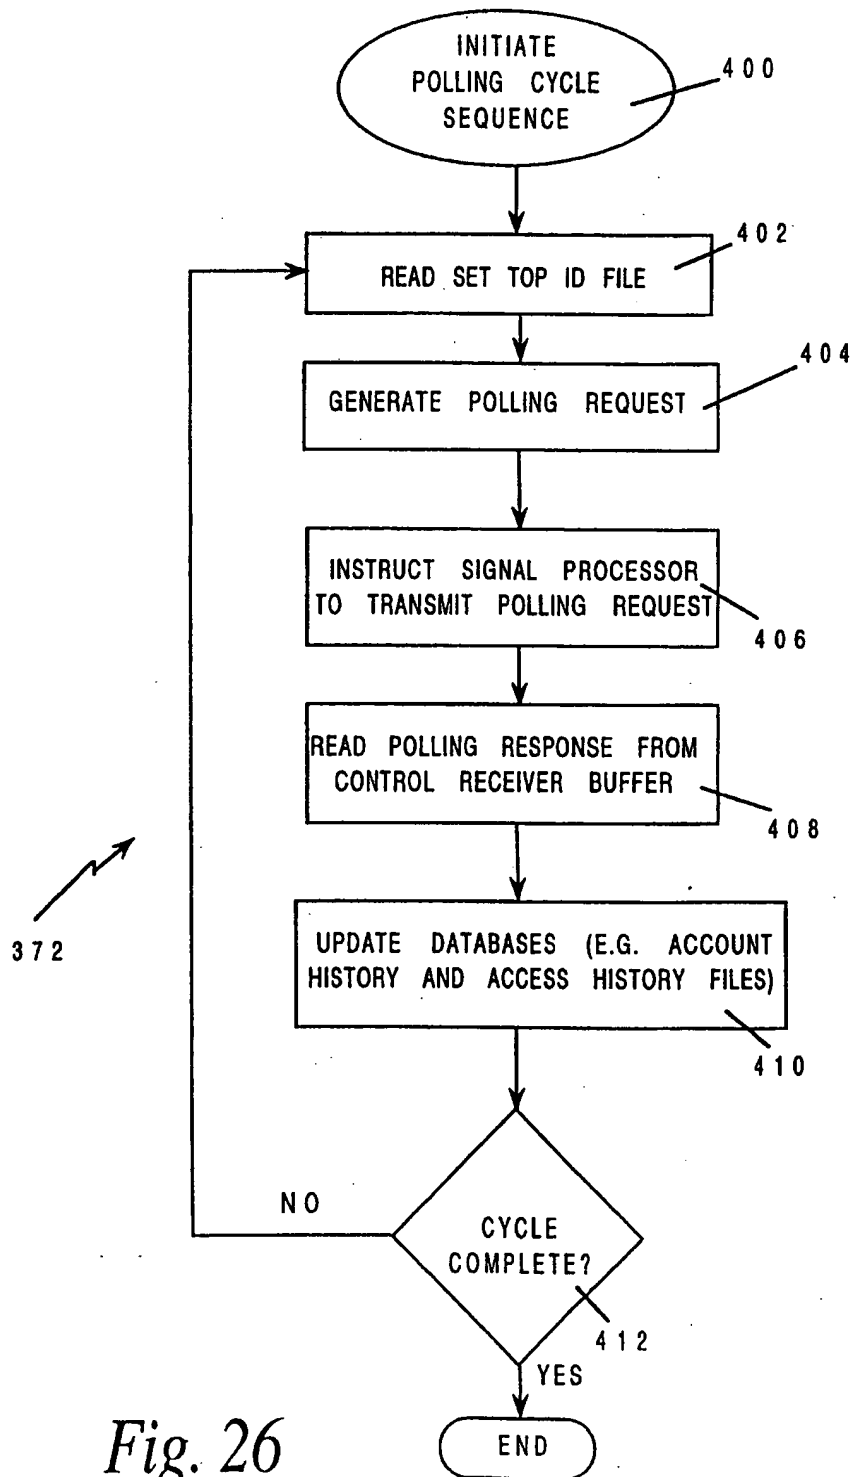 INITIATE
POLLING CYCLE
SEQUENCE
400
402
READ SET TOP ID FILE
404
GENERATE POLLING REQUEST
INSTRUCT SIGNAL PROCESSOR
TO TRANSMIT POLLING REQUEST
406
READ POLLING RESPONSE FROM
CONTROL RECEIVER BUFFER
408
372
UPDATE DATABASES (E.G. ACCOUNT
HISTORY AND ACCESS HISTORY FILES)
410
NO
CYCLE
COMPLETE?
412
YES
END
Fig. 26